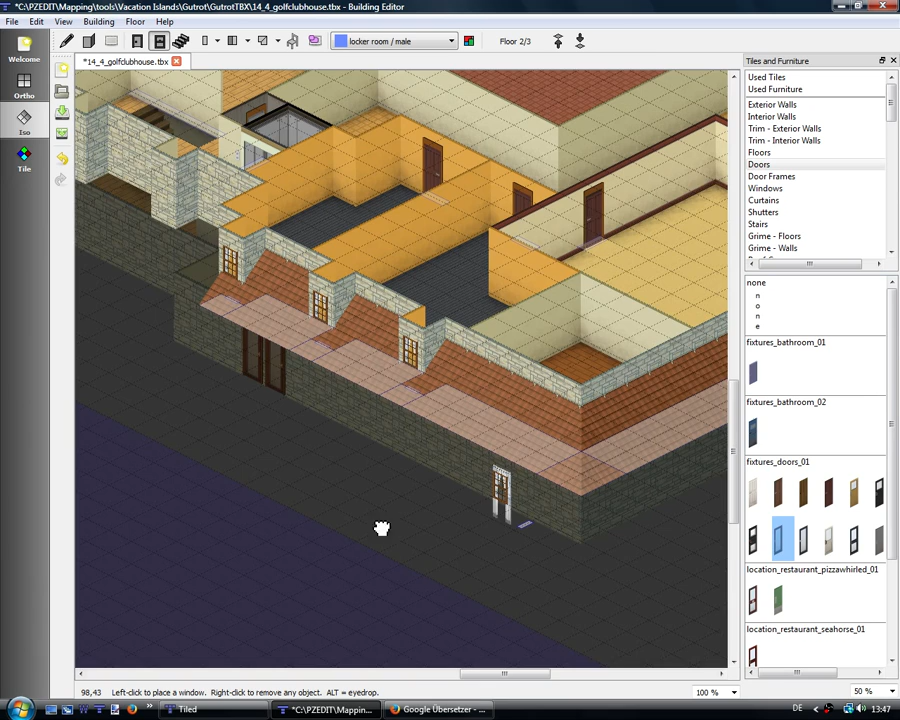 *C:\PZEDIT\Mapping\tools\Vacation Islands\Gutrot\GutrotTBX\14_4_golfclubhouse.tbx - Building Editor
File Edit View Building Floor Help
locker room / male
Floor 2/3
*14_4_golfclubhouse.tbx
Welcome
Ortho
Iso
Tile
Tiles and Furniture
Used Tiles
Used Furniture
Exterior Walls
Interior Walls
Trim - Exterior Walls
Trim - Interior Walls
Floors
Doors
Door Frames
Windows
Curtains
Shutters
Stairs
Grime - Floors
Grime - Walls
none
n
o
n
e
fixtures_bathroom_01
fixtures_bathroom_02
fixtures_doors_01
location_restaurant_pizzawhirled_01
location_restaurant_seahorse_01
98,43 Left-click to place a window. Right-click to remove any object. ALT = eyedrop.
100 %
50 %
Tiled
*C:\PZEDIT\Mappin...
Google Übersetzer - ...
DE
13:47